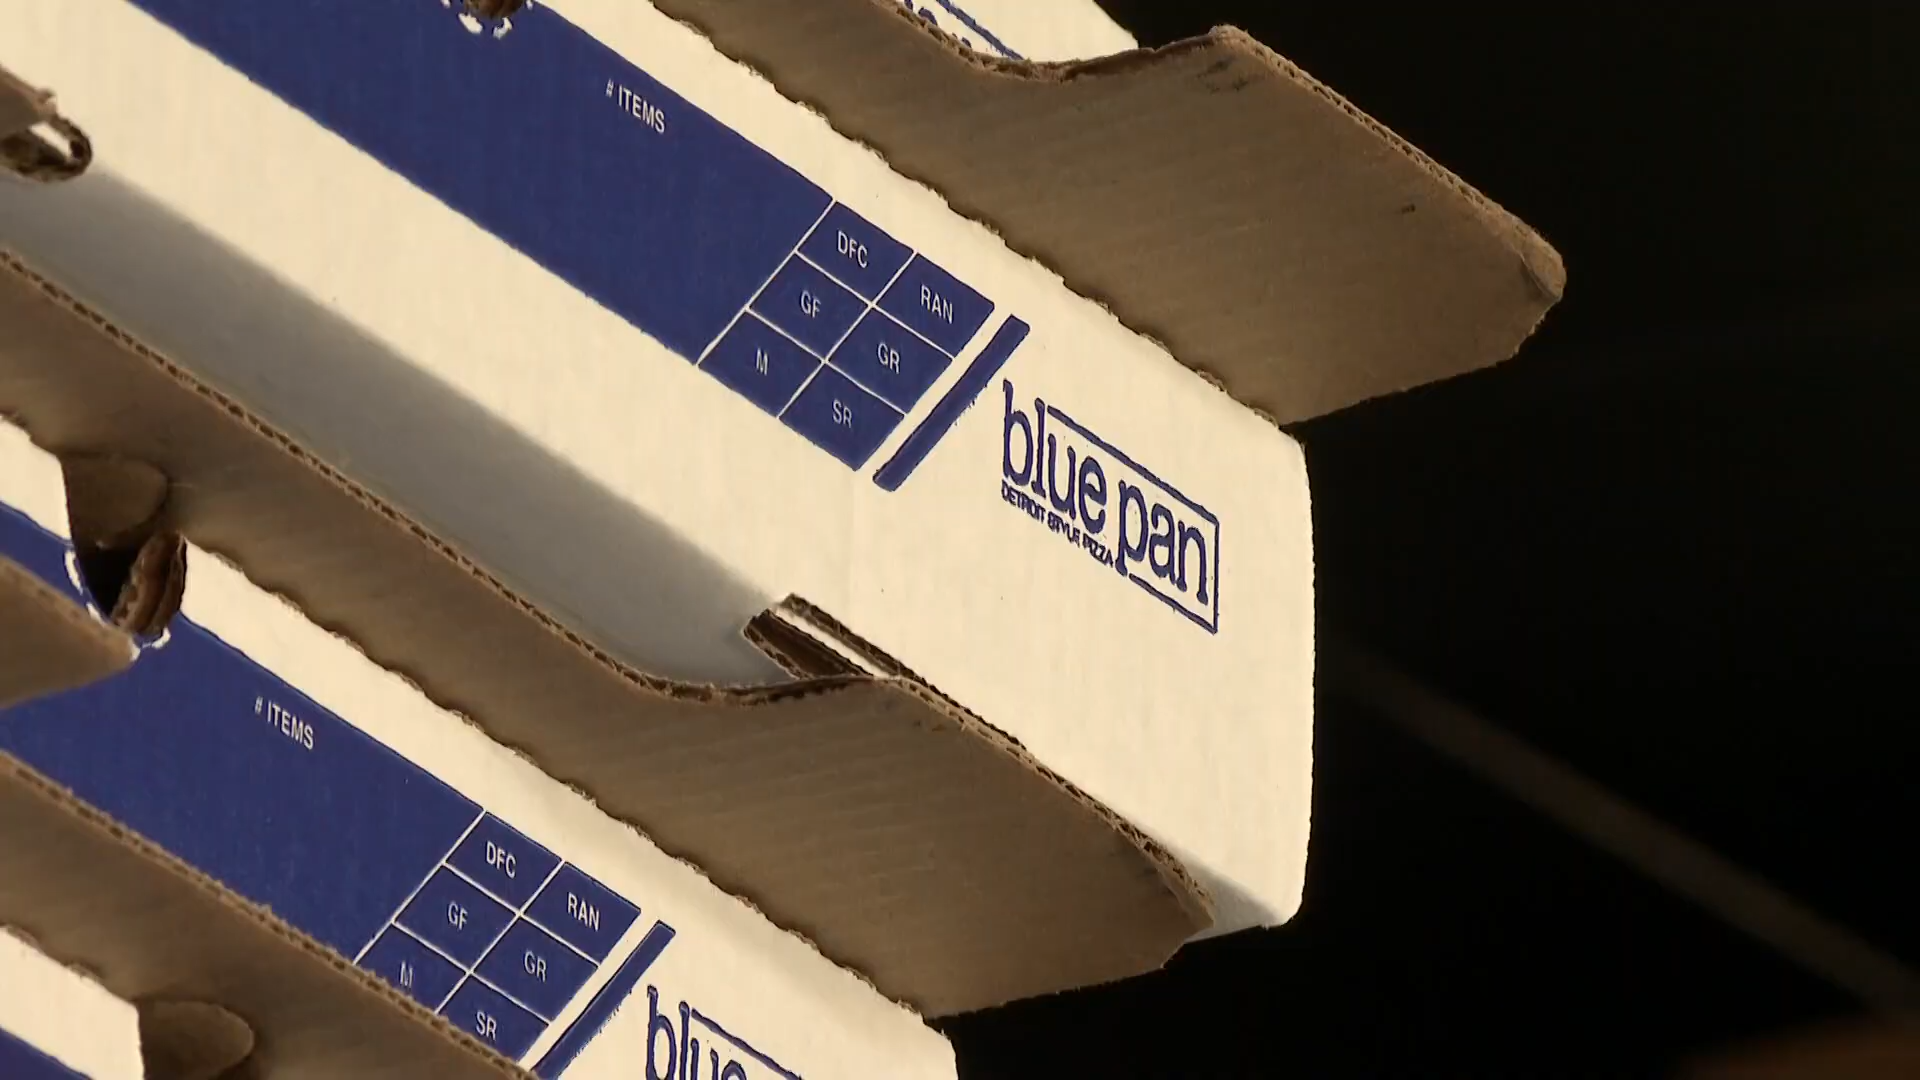 # ITEMS
DFC
RAN
GF
GR
M
SR
blue pan
DETROIT STYLE PIZZA
# ITEMS
DFC
RAN
GF
GR
M
SR
blue